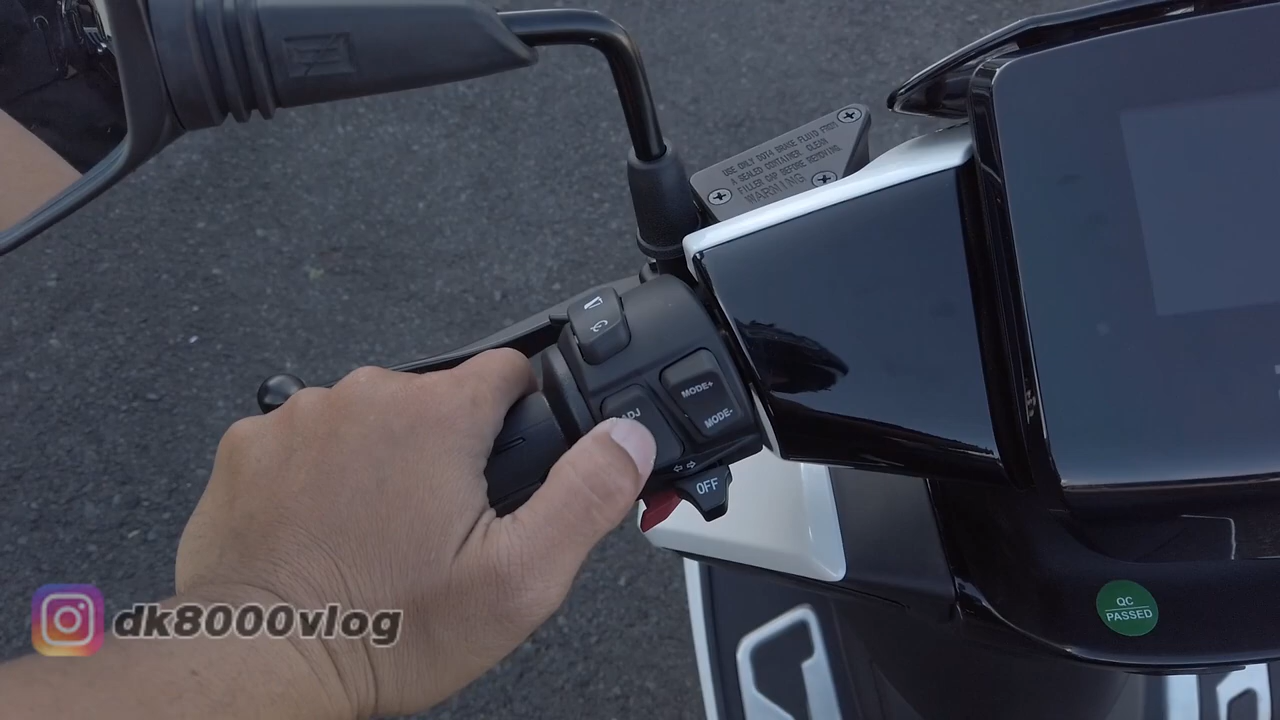 USE ONLY DOT4 BRAKE FLUID FROM
A SEALED CONTAINER CLEAN
FILLER CAP BEFORE REMOVING
WARNING
MODE+
MODE-
ADJ
OFF
QC
PASSED
dk8000vlog